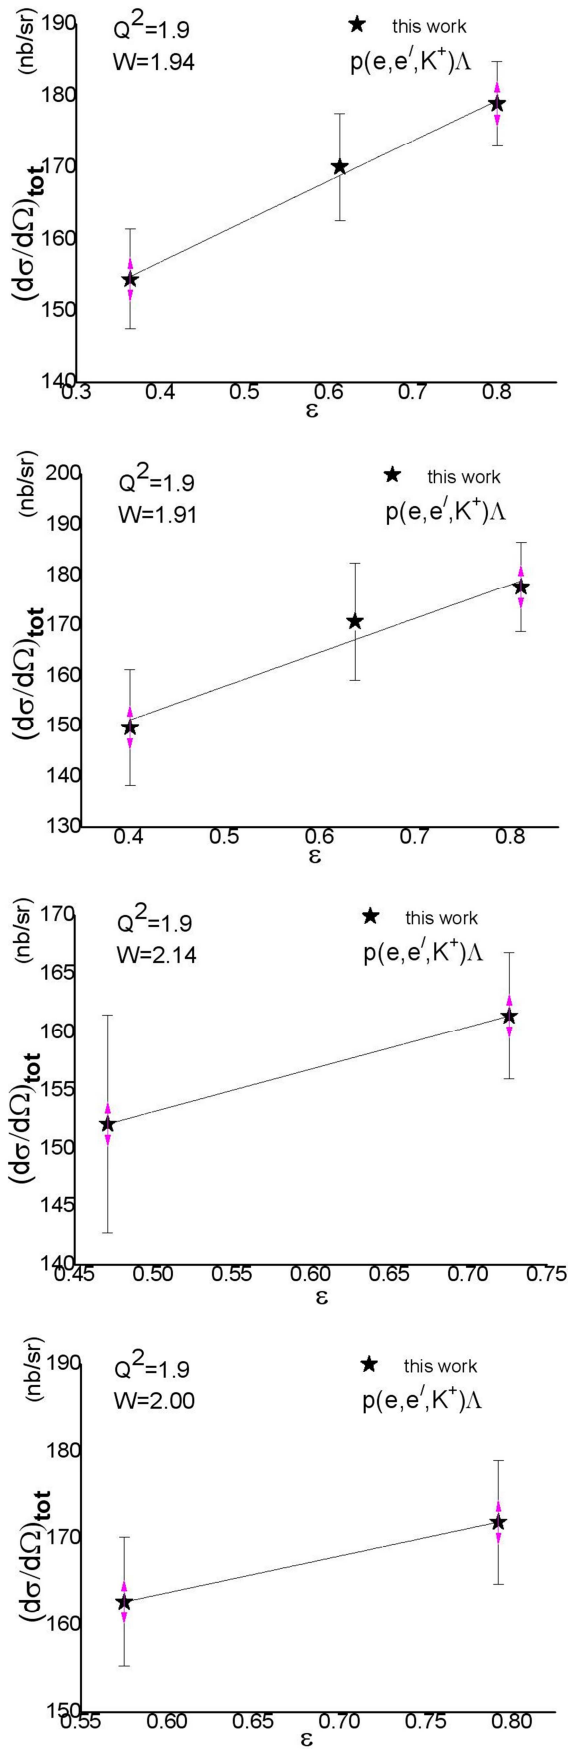 190
(nb/sr)
Q2=1.9
this work
W=1.94
p(e,e/,K+)Λ
180
170
(dσ/dΩ)tot
160
150
140
0.3 0.4 0.5 0.6 0.7 0.8
ε
200
(nb/sr)
Q2=1.9
this work
W=1.91
p(e,e/,K+)Λ
190
180
170
(dσ/dΩ)tot
160
150
140
130
0.4 0.5 0.6 0.7 0.8
ε
170
(nb/sr)
Q2=1.9
this work
W=2.14
p(e,e/,K+)Λ
165
160
155
(dσ/dΩ)tot
150
145
140
0.45 0.50 0.55 0.60 0.65 0.70 0.75
ε
190
(nb/sr)
Q2=1.9
this work
W=2.00
p(e,e/,K+)Λ
180
(dσ/dΩ)tot
170
160
150
0.55 0.60 0.65 0.70 0.75 0.80
ε